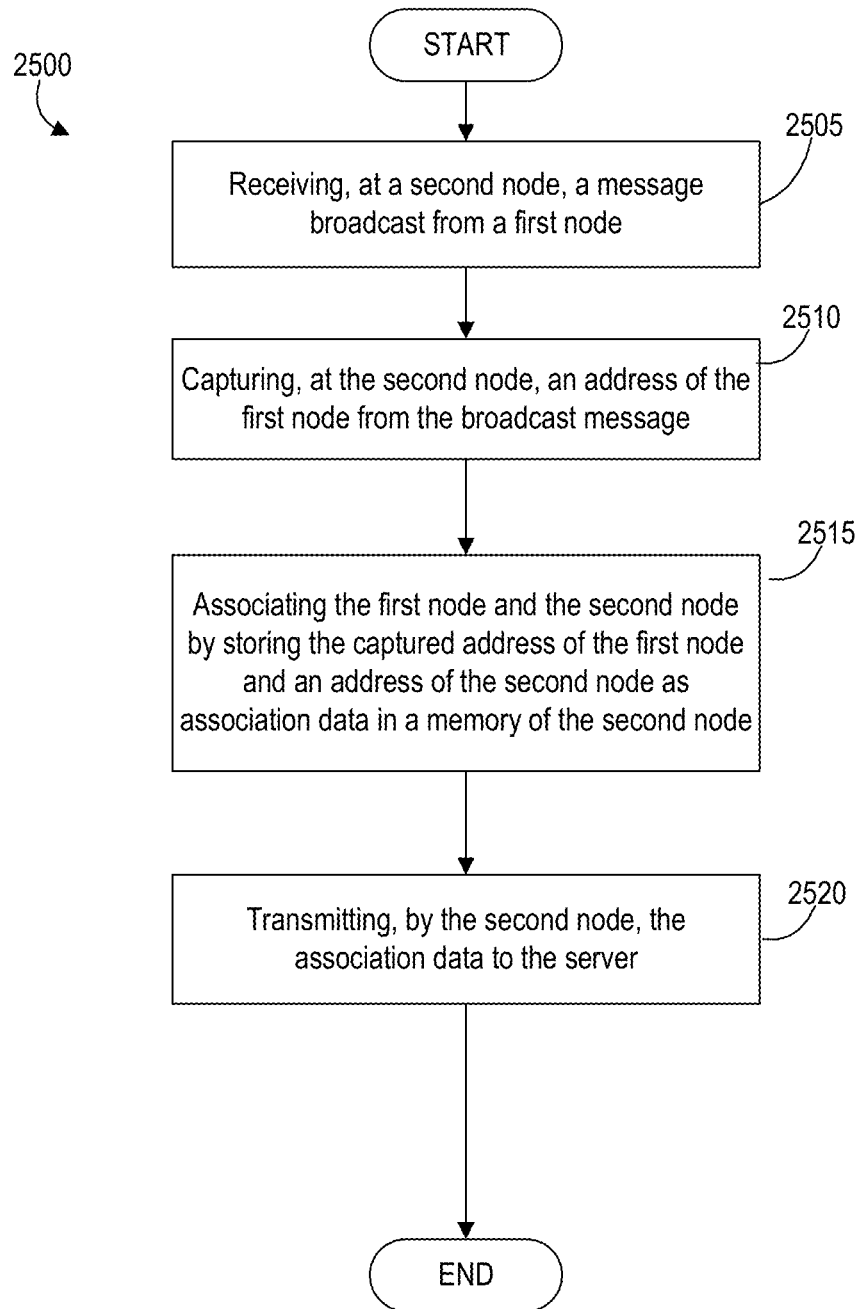 START
2500
2505
Receiving, at a second node, a message
broadcast from a first node
2510
Capturing, at the second node, an address of the
first node from the broadcast message
2515
Associating the first node and the second node
by storing the captured address of the first node
and an address of the second node as
association data in a memory of the second node
2520
Transmitting, by the second node, the
association data to the server
END